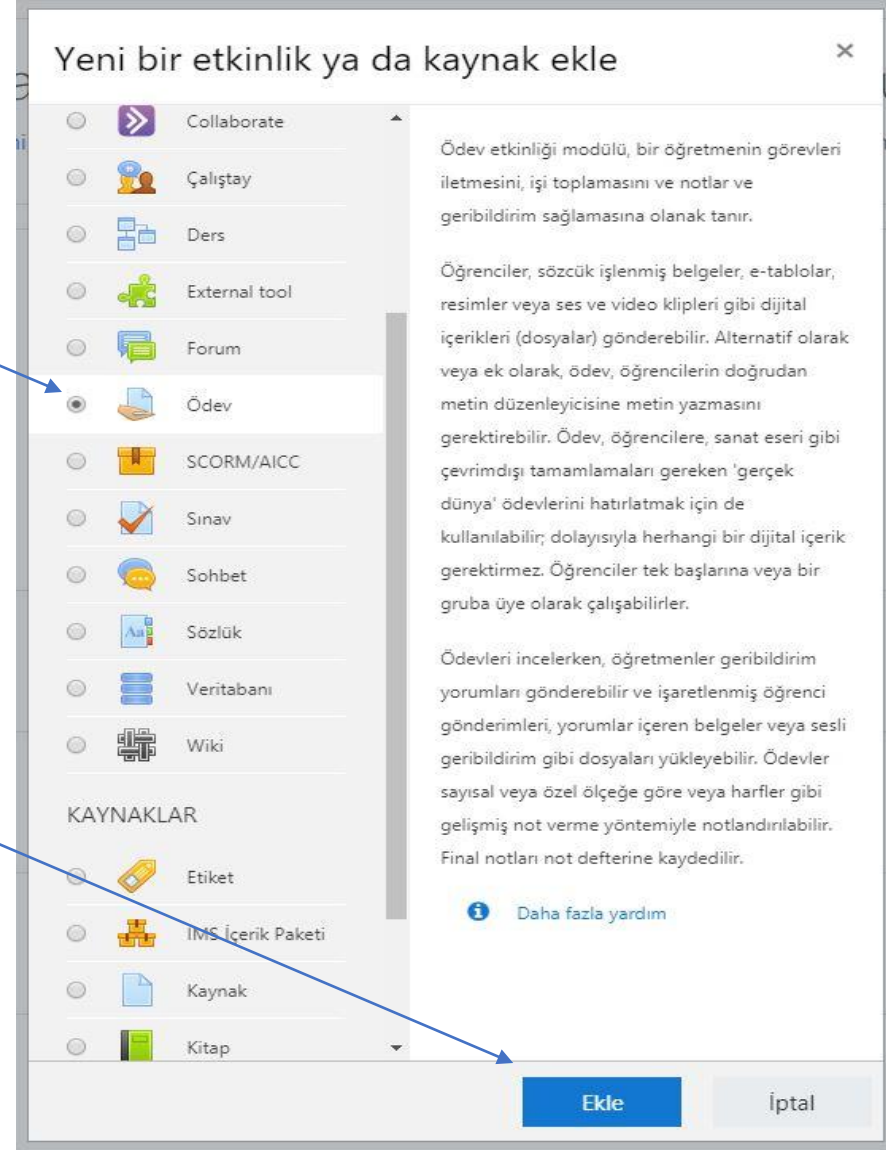 Yeni bir etkinlik ya da kaynak ekle
×
Collaborate
Çalıştay
Ders
External tool
Forum
Ödev
SCORM/AICC
Sınav
Sohbet
Sözlük
Veritabanı
Wiki
KAYNAKLAR
Etiket
IMS İçerik Paketi
Kaynak
Kitap
Ödev etkinliği modülü, bir öğretmenin görevleri
iletmesini, işi toplamasını ve notlar ve
geribildirim sağlamasına olanak tanır.
Öğrenciler, sözcük işlenmiş belgeler, e-tablolar,
resimler veya ses ve video klipleri gibi dijital
içerikleri (dosyalar) gönderebilir. Alternatif olarak
veya ek olarak, ödev, öğrencilerin doğrudan
metin düzenleyicisine metin yazmasını
gerektirebilir. Ödev, öğrencilere, sanat eseri gibi
çevrimdışı tamamlamaları gereken 'gerçek
dünya' ödevlerini hatırlatmak için de
kullanılabilir; dolayısıyla herhangi bir dijital içerik
gerektirmez. Öğrenciler tek başlarına veya bir
gruba üye olarak çalışabilirler.
Ödevleri incelerken, öğretmenler geribildirim
yorumları gönderebilir ve işaretlenmiş öğrenci
gönderimleri, yorumlar içeren belgeler veya sesli
geribildirim gibi dosyaları yükleyebilir. Ödevler
sayısal veya özel ölçeğe göre veya harfler gibi
gelişmiş not verme yöntemiyle notlandırılabilir.
Final notları not defterine kaydedilir.
Daha fazla yardım
Ekle
İptal